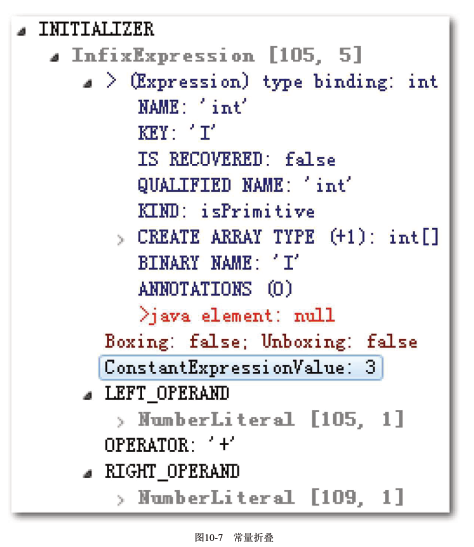 INITIALIZER
InfixExpression [105, 5]
> (Expression) type binding: int
NAME: 'int'
KEY: 'I'
IS RECOVERED: false
QUALIFIED NAME: 'int'
KIND: isPrimitive
CREATE ARRAY TYPE (+1): int[]
BINARY NAME: 'I'
ANNOTATIONS (0)
>java element: null
Boxing: false; Unboxing: false
ConstantExpressionValue: 3
LEFT_OPERAND
NumberLiteral [105, 1]
OPERATOR: '+'
RIGHT_OPERAND
NumberLiteral [109, 1]
图10-7 常量折叠